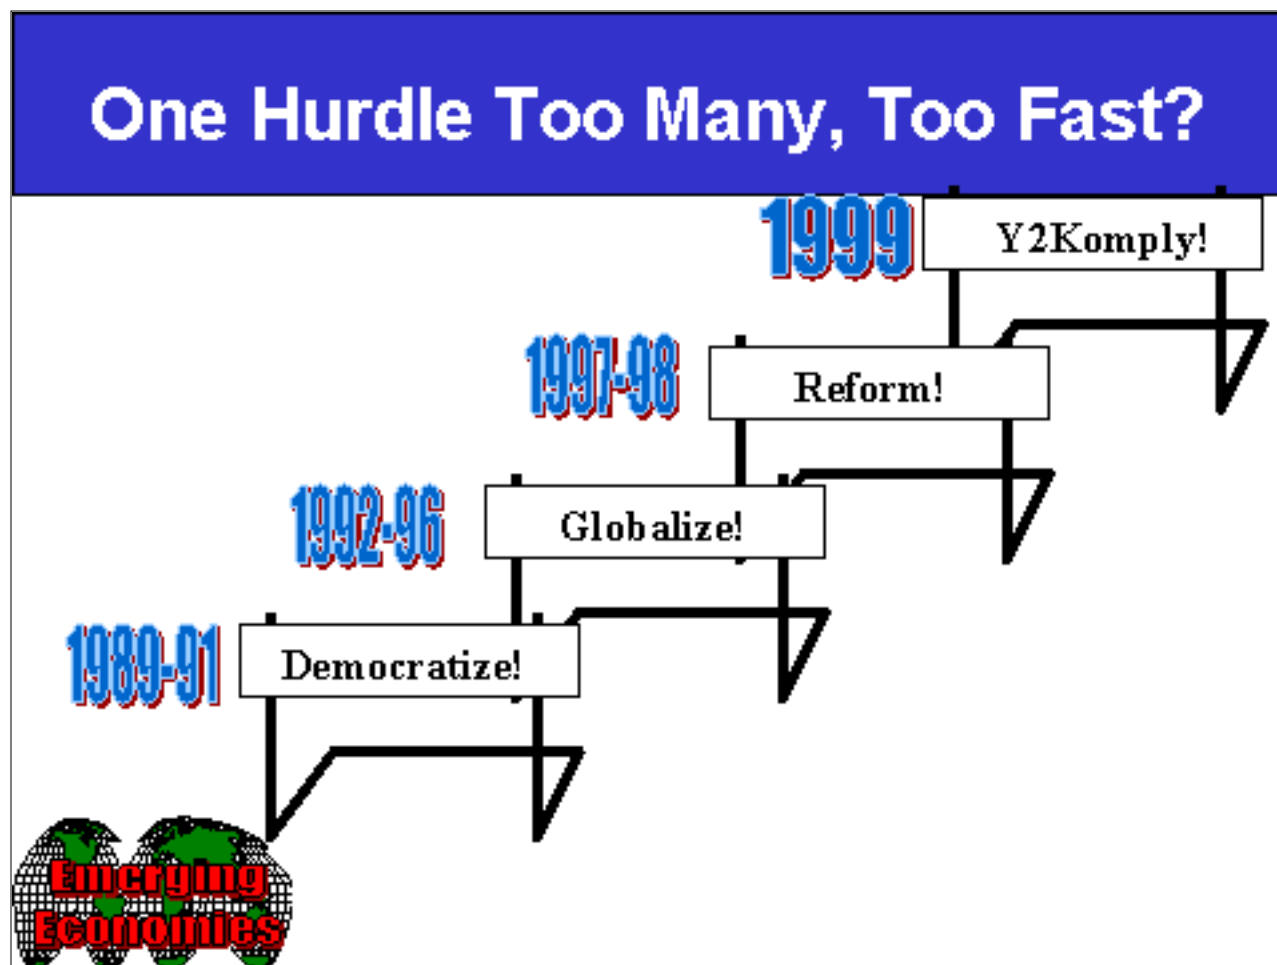 One Hurdle Too Many, Too Fast?
1999
Y2Komply!
1997-98
Reform!
1992-96
Globalize!
1989-91
Democratize!
Emerging
Economies